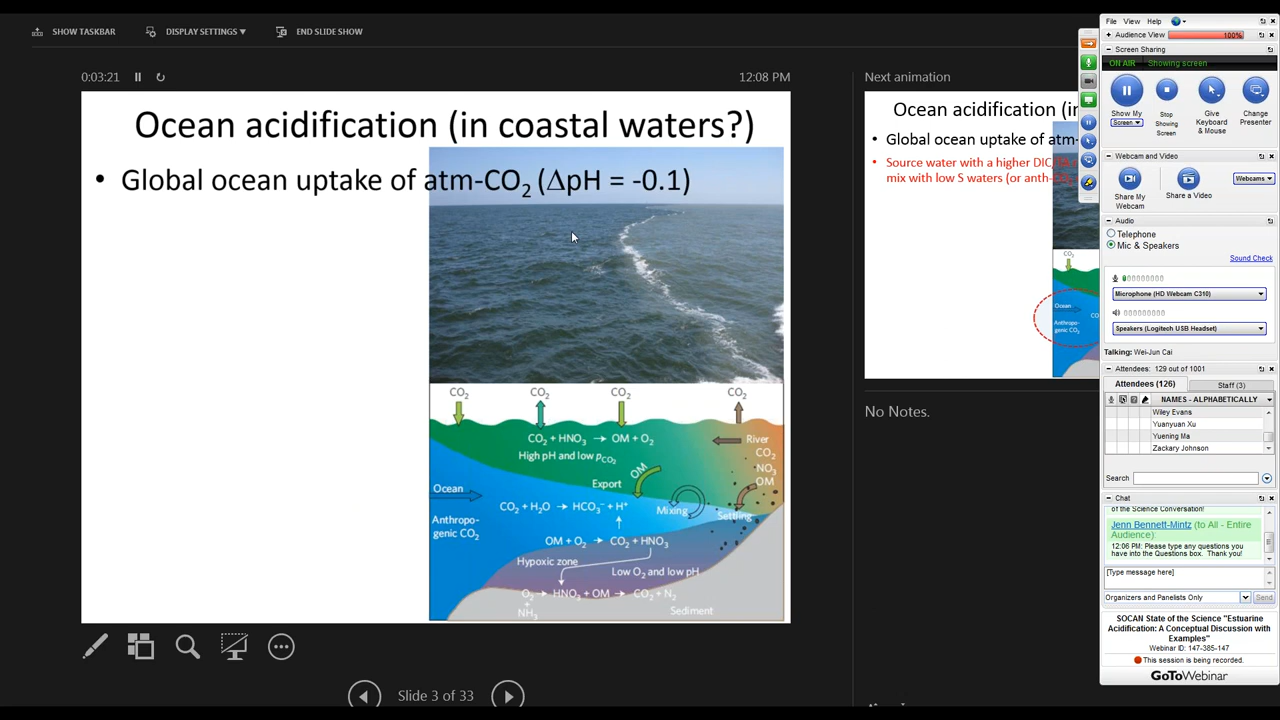 SHOW TASKBAR
DISPLAY SETTINGS ▼
END SLIDE SHOW
0:03:21
12:08 PM
Ocean acidification (in coastal waters?)
• Global ocean uptake of atm-CO₂ (ΔpH = -0.1)
CO₂ CO₂ CO₂ CO₂
CO₂ + HNO₃ → OM + O₂
High pH and low pCO₂
River
CO₂
NO₃
OM
OM
Export
Ocean
CO₂ + H₂O → HCO₃⁻ + H⁺
Mixing
Settling
Anthropo-
genic CO₂
OM + O₂ → CO₂ + HNO₃
Hypoxic zone
Low O₂ and low pH
O₂ → HNO₃ + OM → CO₂ + N₂
+
NH₃
Sediment
Slide 3 of 33
Next animation
Ocean acidification (in
• Global ocean uptake of atm-
• Source water with a higher DIC/
mix with low S waters (or anth-
CO₂
Ocean
Anthropo-
genic CO₂
No Notes.
File View Help
Audience View 100%
Screen Sharing
ON AIR Showing screen
Show My
Screen
Stop
Showing
Screen
Give
Keyboard
& Mouse
Change
Presenter
Webcam and Video
Share My
Webcam
Share a Video
Webcams
Audio
Telephone
Mic & Speakers
Sound Check
Microphone (HD Webcam C310)
Speakers (Logitech USB Headset)
Talking: Wei-Jun Cai
Attendees: 129 out of 1001
Attendees (126)
Staff (3)
NAMES - ALPHABETICALLY
Wiley Evans
Yuanyuan Xu
Yuening Ma
Zackary Johnson
Search
Chat
of the Science Conversation!
Jenn Bennett-Mintz (to All - Entire
Audience):
12:06 PM: Please type any questions you
have into the Questions box. Thank you!
[Type message here]
Organizers and Panelists Only
Send
SOCAN State of the Science "Estuarine
Acidification: A Conceptual Discussion with
Examples"
Webinar ID: 147-385-147
This session is being recorded.
GoToWebinar